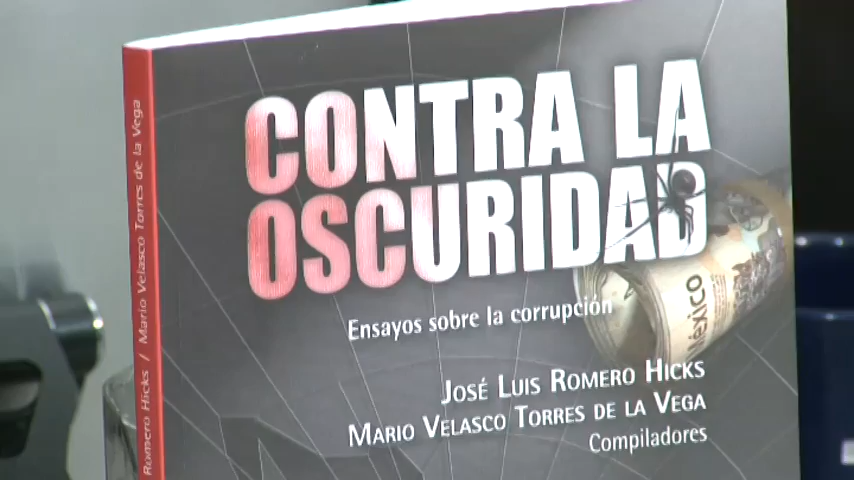 CONTRA LA
OSCURIDAD
Ensayos sobre la corrupción
JOSÉ LUIS ROMERO HICKS
MARIO VELASCO TORRES DE LA VEGA
Compiladores
MÉXICO
Romero Hicks / Mario Velasco Torres de la Vega